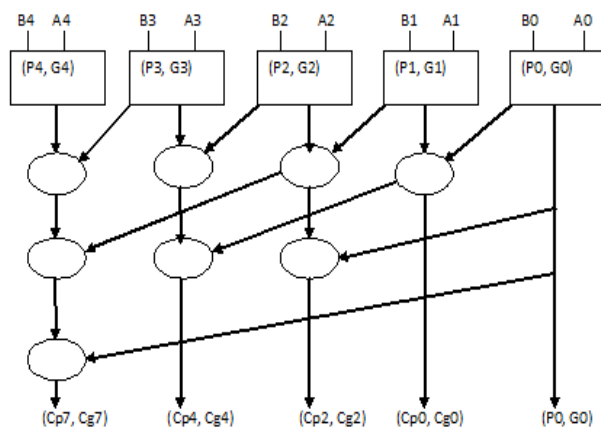 B4 A4 B3 A3 B2 A2 B1 A1 B0 A0
(P4, G4) (P3, G3) (P2, G2) (P1, G1) (P0, G0)
(Cp7, Cg7) (Cp4, Cg4) (Cp2, Cg2) (Cp0, Cg0) (P0, G0)